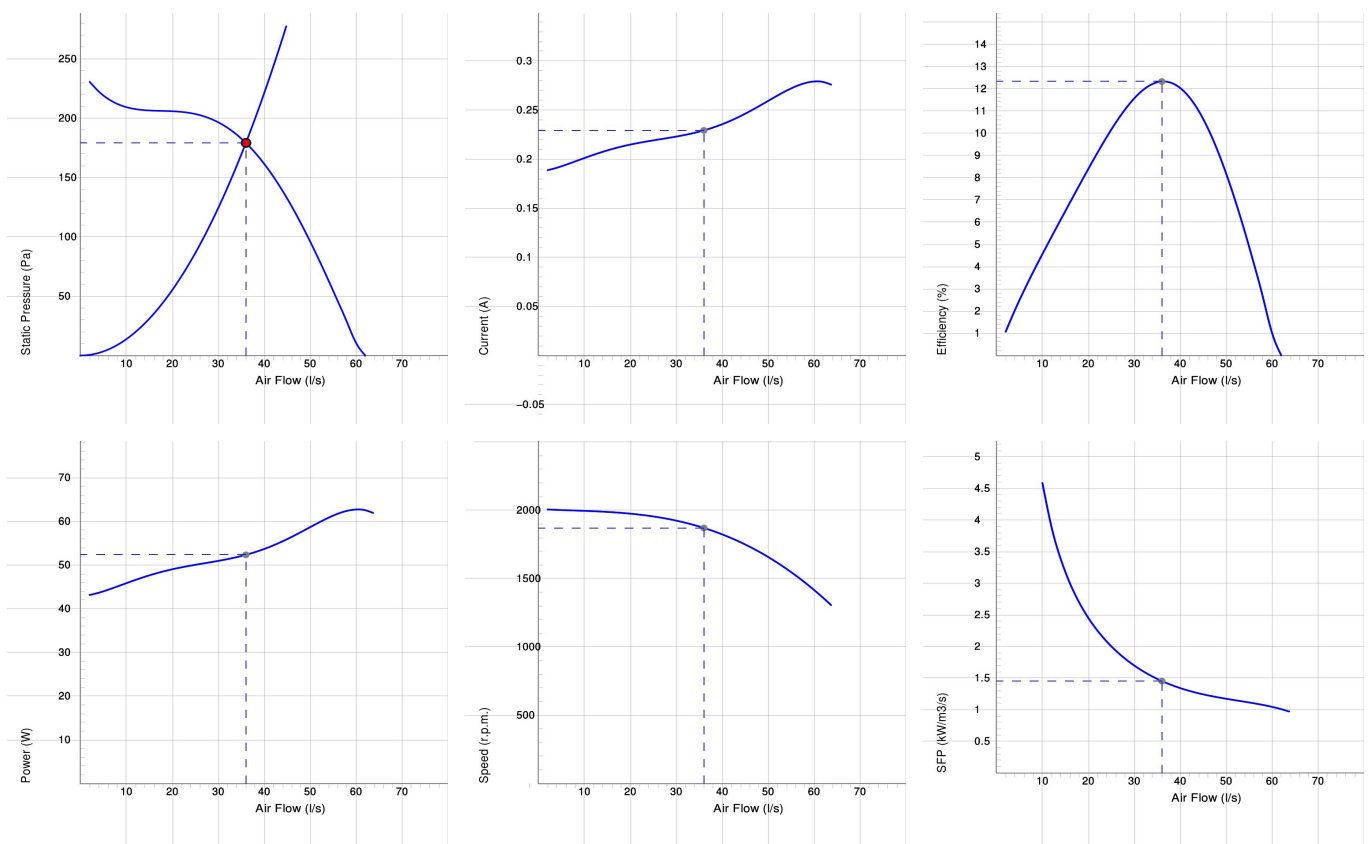 250
200
150
100
50
Static Pressure (Pa)
10 20 30 40 50 60 70
Air Flow (l/s)
0.3
0.25
0.2
0.15
0.1
0.05
−0.05
Current (A)
10 20 30 40 50 60 70
Air Flow (l/s)
14
13
12
11
10
9
8
7
6
5
4
3
2
1
Efficiency (%)
10 20 30 40 50 60 70
Air Flow (l/s)
70
60
50
40
30
20
10
Power (W)
10 20 30 40 50 60 70
Air Flow (l/s)
2000
1500
1000
500
Speed (r.p.m.)
10 20 30 40 50 60 70
Air Flow (l/s)
5
4.5
4
3.5
3
2.5
2
1.5
1
0.5
SFP (kW/m3/s)
10 20 30 40 50 60 70
Air Flow (l/s)